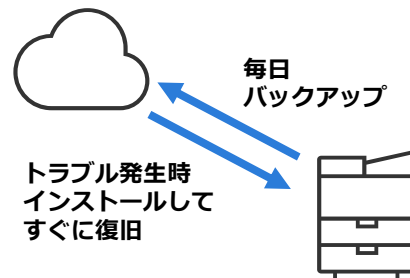 毎日
バックアップ
トラブル発生時
インストールして
すぐに復旧